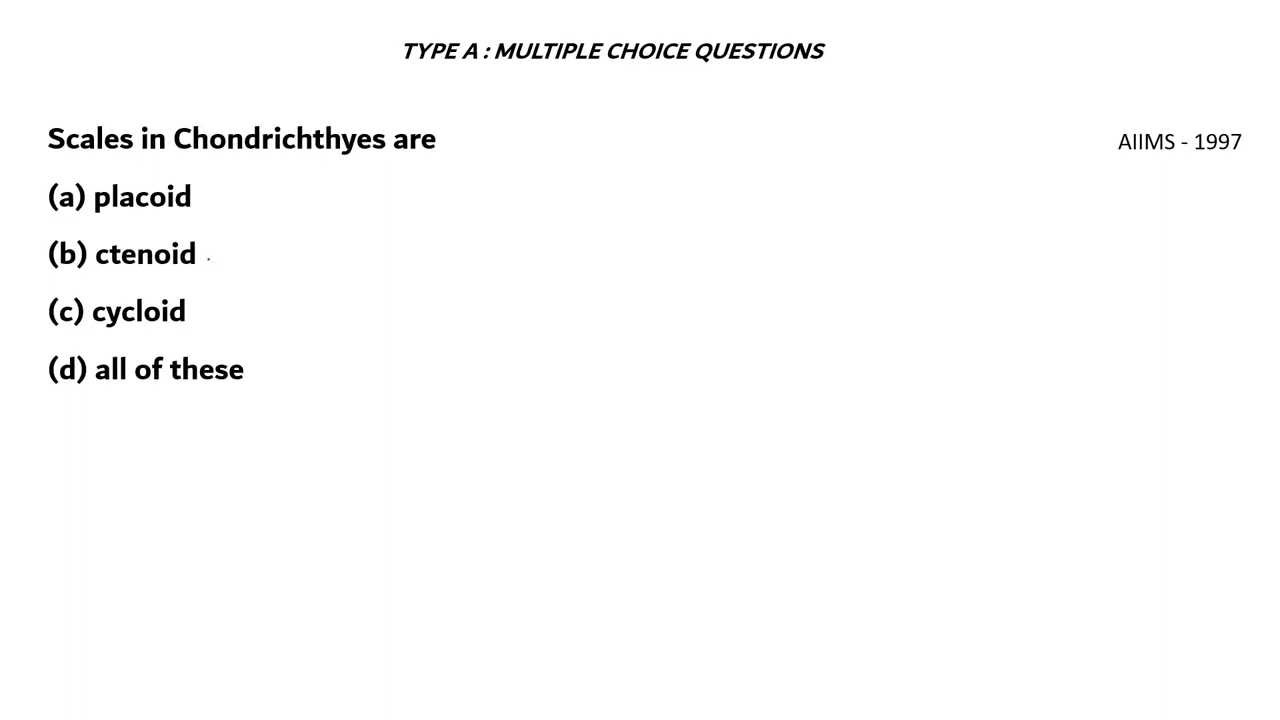 TYPE A : MULTIPLE CHOICE QUESTIONS
Scales in Chondrichthyes are
AIIMS - 1997
(a) placoid
(b) ctenoid
(c) cycloid
(d) all of these